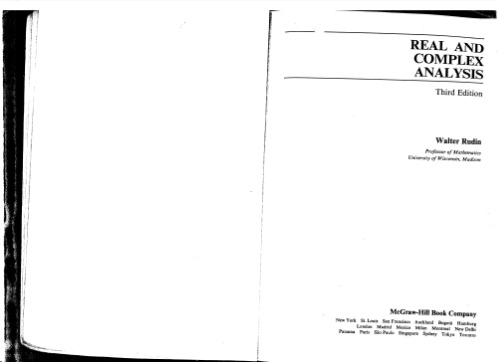 REAL AND
COMPLEX
ANALYSIS
Third Edition
Walter Rudin
Professor of Mathematics
University of Wisconsin, Madison
McGraw-Hill Book Company
New York St Louis San Francisco Auckland Bogotá Hamburg
London Madrid Mexico Milan Montreal New Delhi
Panama Paris São Paulo Singapore Sydney Tokyo Toronto